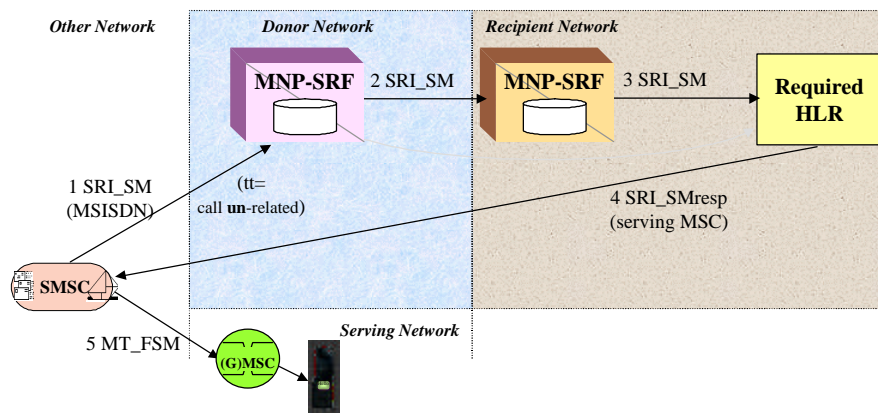 Other Network
Donor Network
Recipient Network
MNP-SRF
2 SRI_SM
MNP-SRF
3 SRI_SM
Required
HLR
1 SRI_SM
(MSISDN)
(tt=
call un-related)
4 SRI_SMresp
(serving MSC)
SMSC
5 MT_FSM
Serving Network
(G)MSC